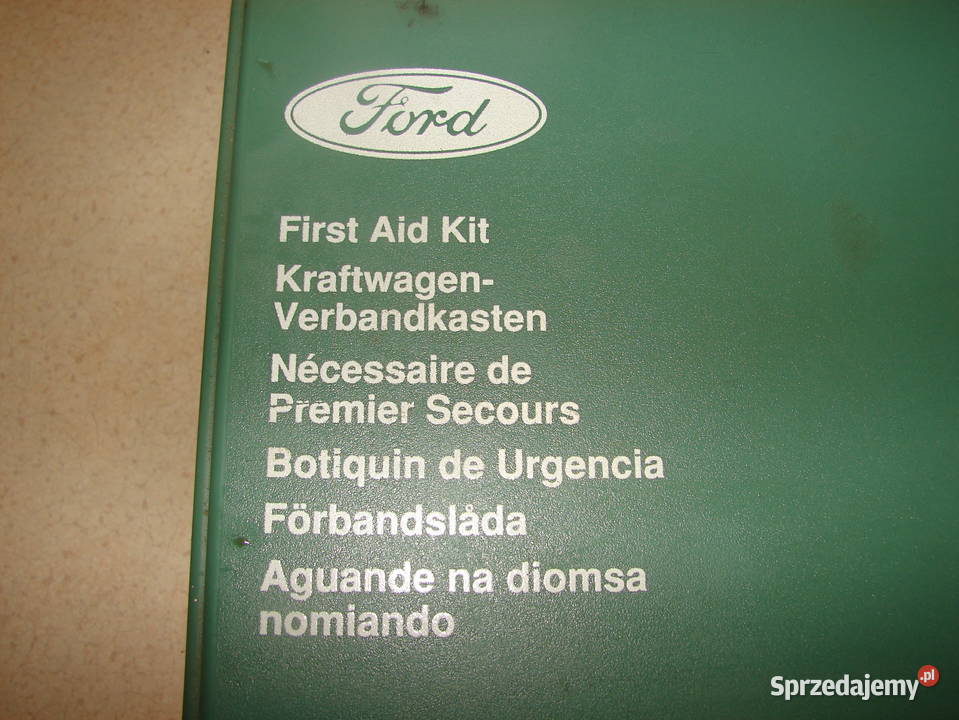 Ford
First Aid Kit
Kraftwagen-
Verbandkasten
Nécessaire de
Premier Secours
Botiquin de Urgencia
Förbandslåda
Aguande na diomsa
nomiando
Sprzedajemy.pl